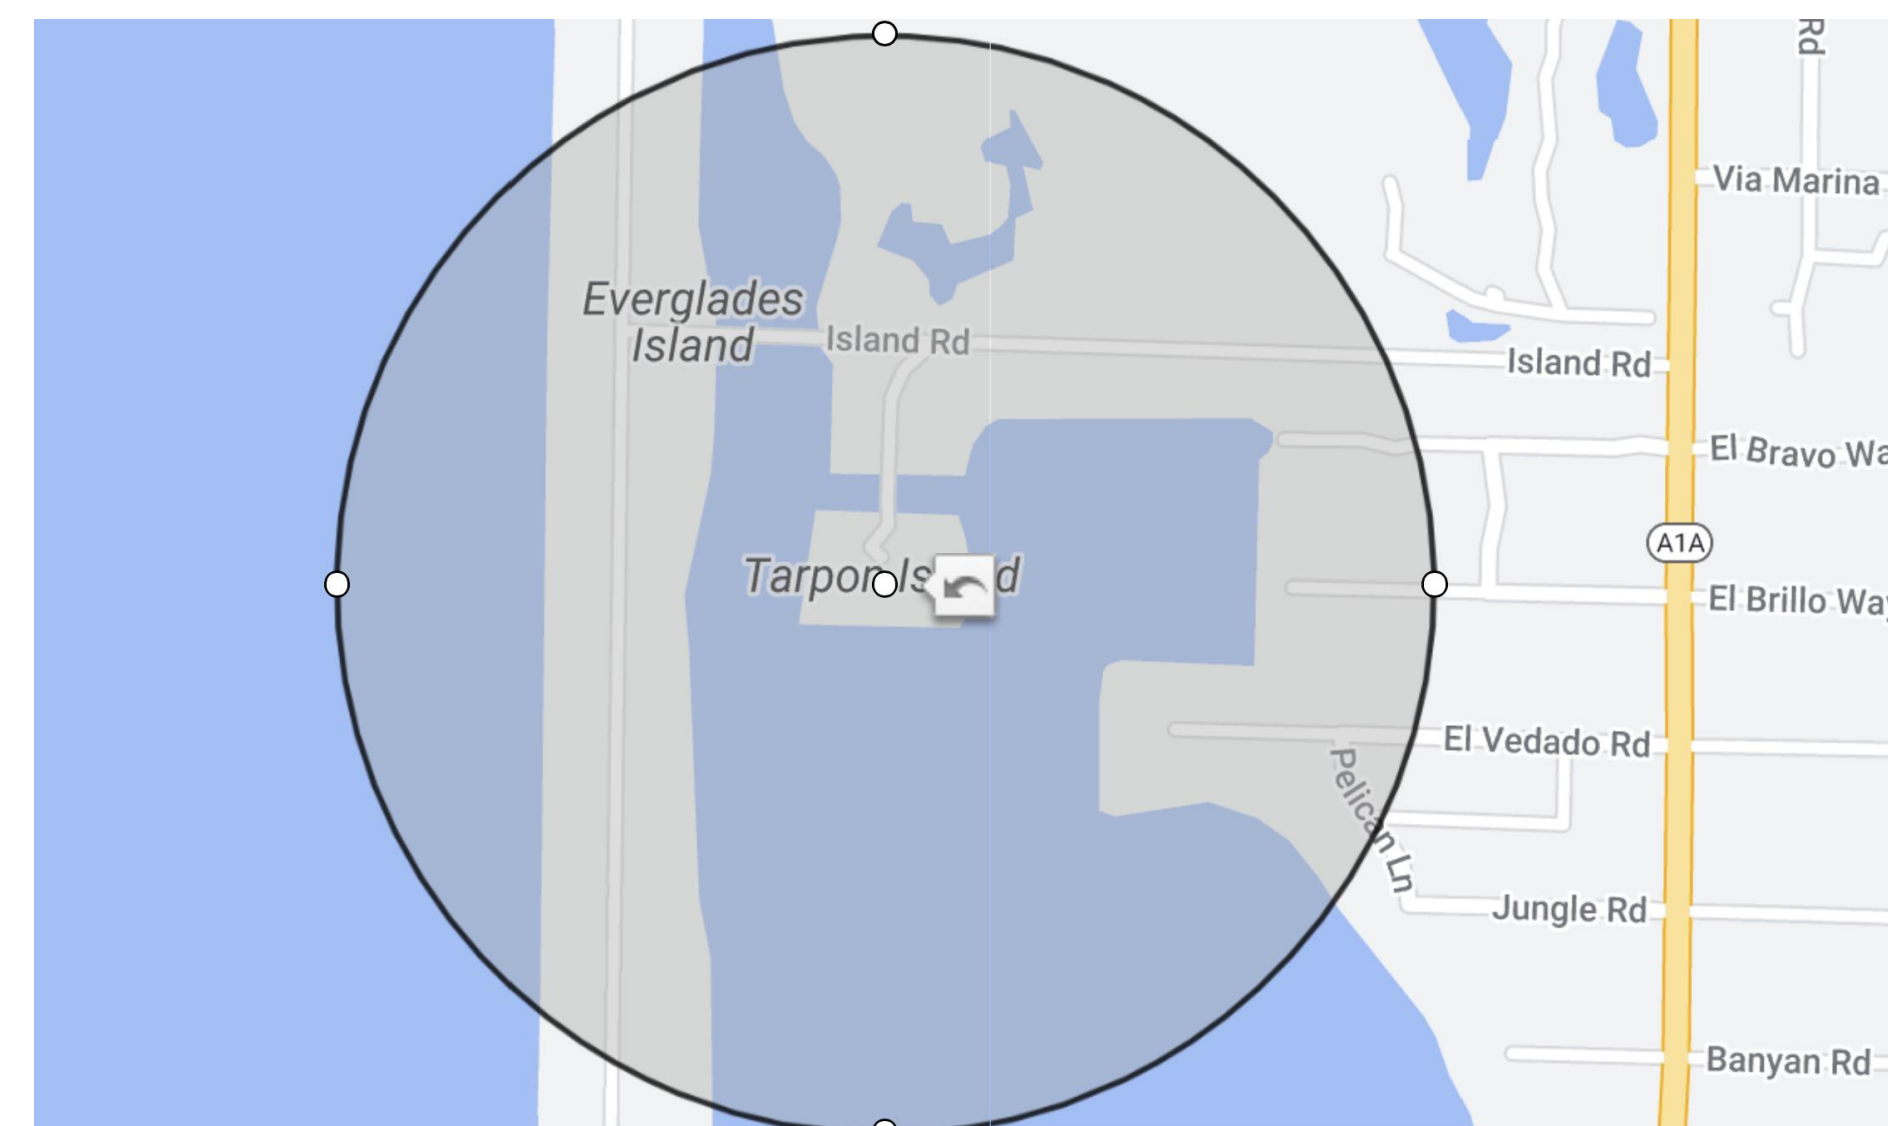 Rd
Via Marina
Everglades
Island
Island Rd
Island Rd
El Bravo Wa
A1A
Tarpon Is d
El Brillo Way
El Vedado Rd
Pelican Ln
Jungle Rd
Banyan Rd